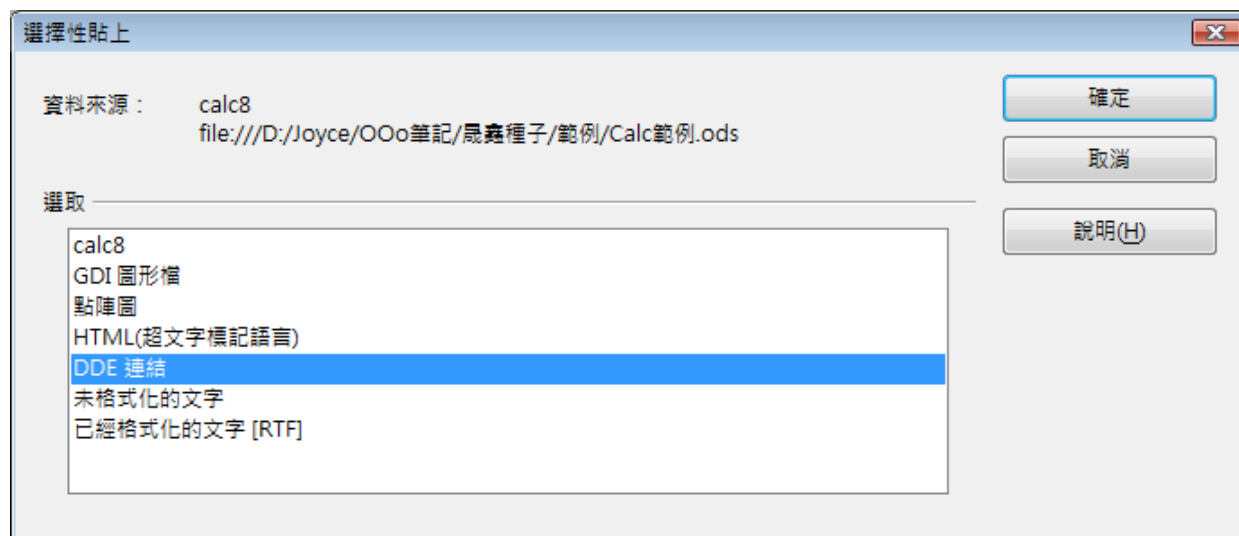 選擇性貼上
資料來源： calc8
file:///D:/Joyce/OOo筆記/晟鑫種子/範例/Calc範例.ods
確定
取消
選取
說明(H)
calc8
GDI 圖形檔
點陣圖
HTML(超文字標記語言)
DDE 連結
未格式化的文字
已經格式化的文字 [RTF]